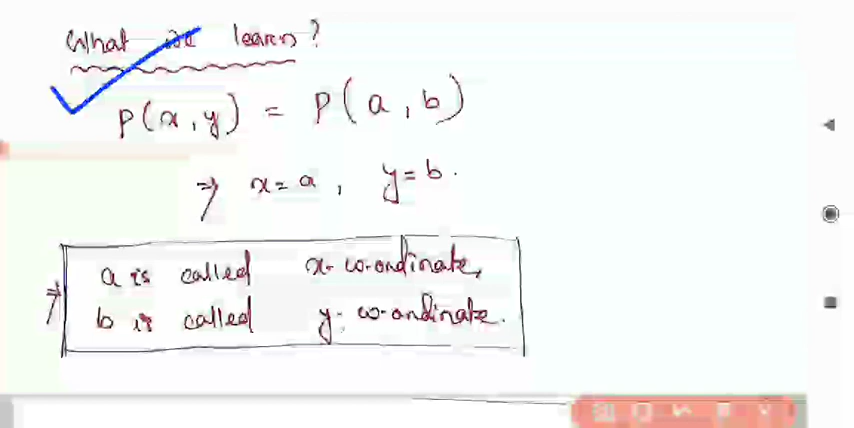 What we learn?
P(x, y) = P(a, b)
⇒ x = a, y = b.
⇒ a is called x-co-ordinate,
b is called y-co-ordinate.